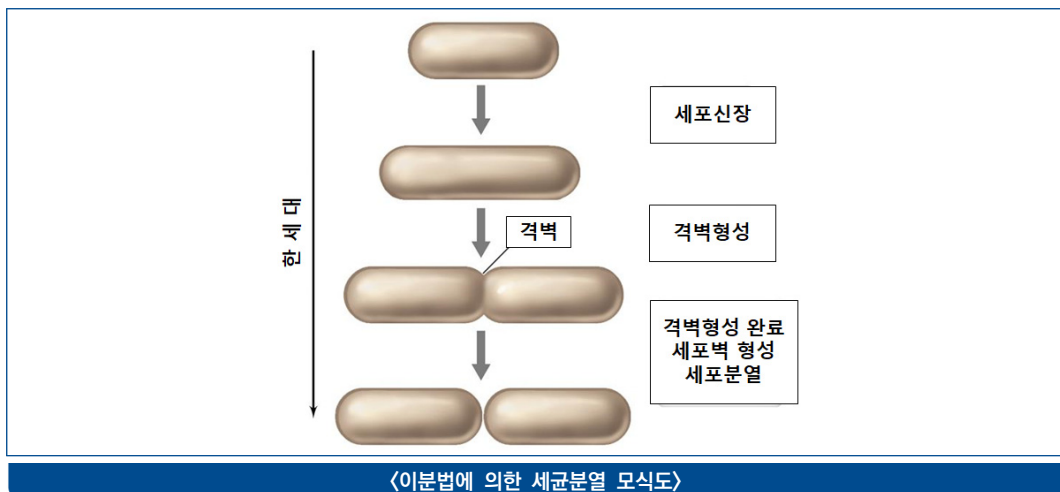 세포신장
한 세 대
격벽
격벽형성
격벽형성 완료
세포벽 형성
세포분열
〈이분법에 의한 세균분열 모식도〉